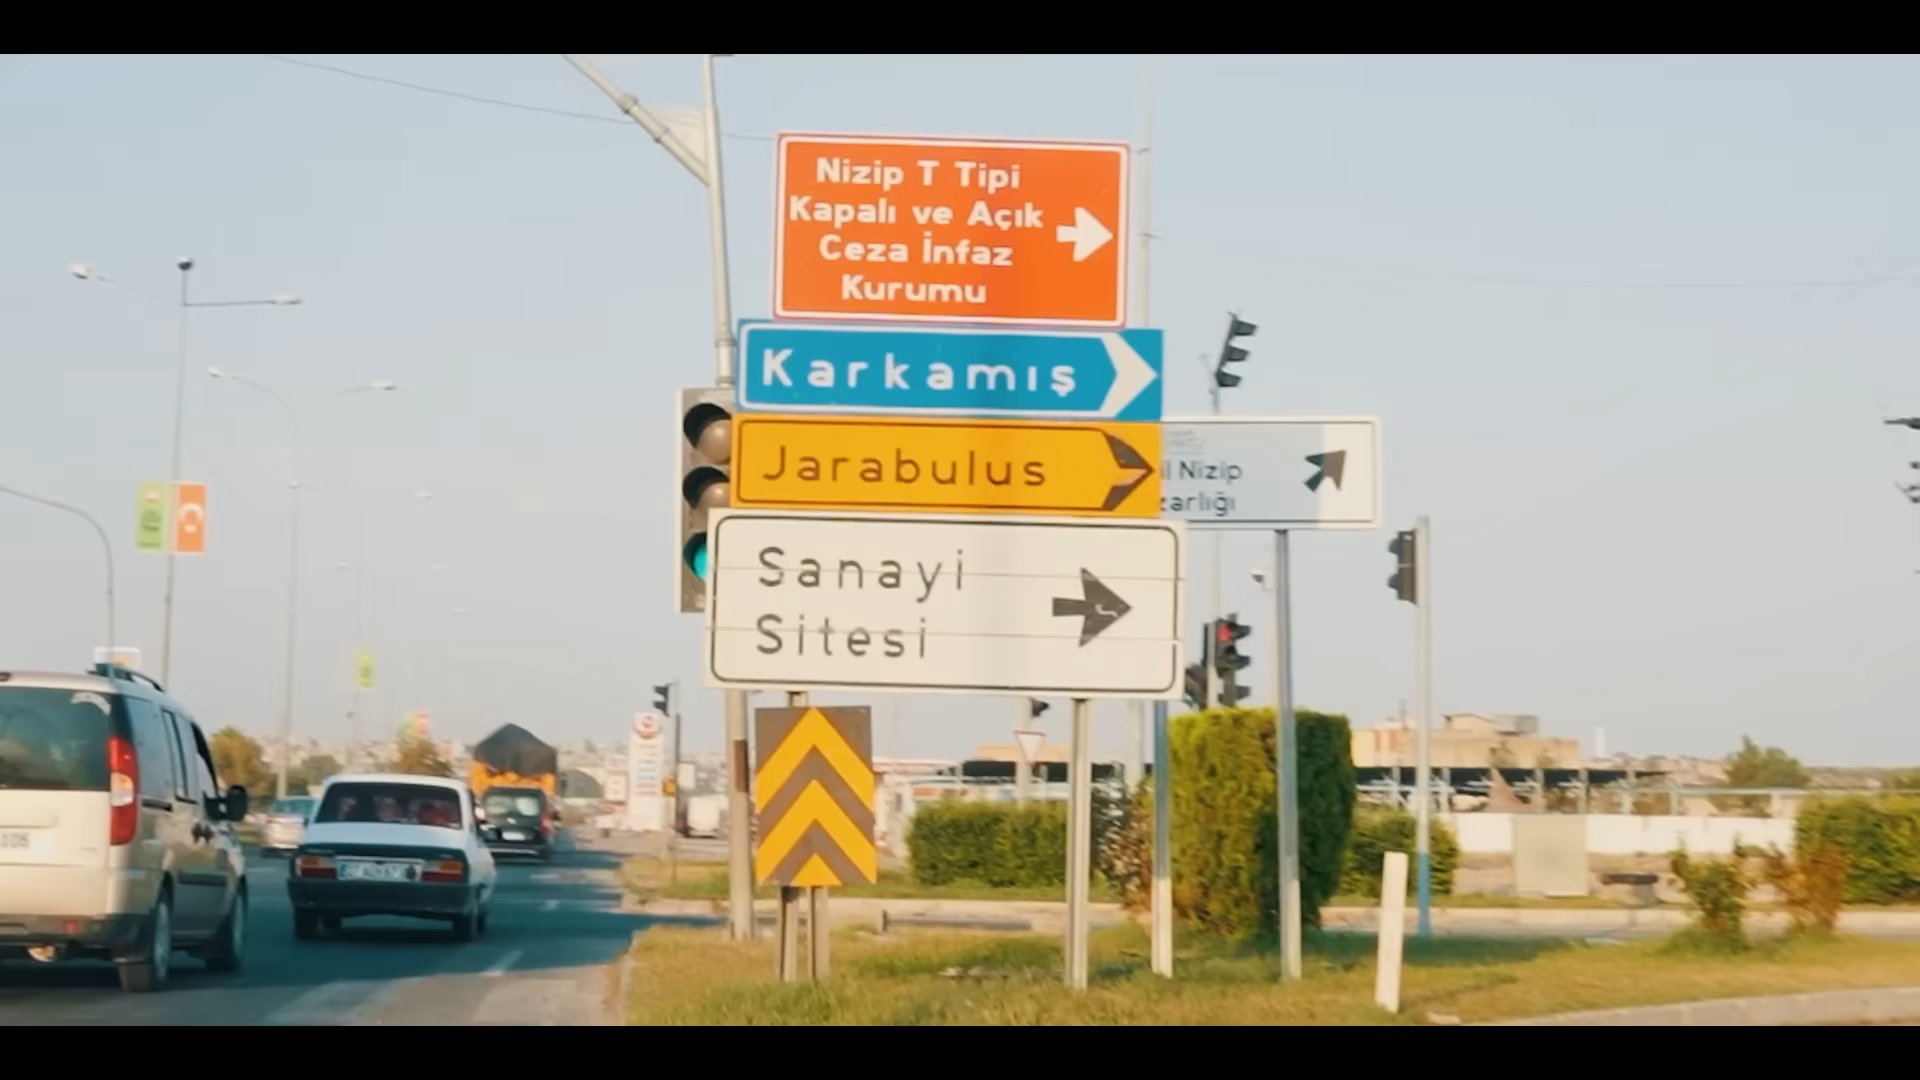 Nizip T Tipi
Kapalı ve Açık
Ceza İnfaz
Kurumu
Karkamış
Jarabulus
Sanayi
Sitesi
Nizip